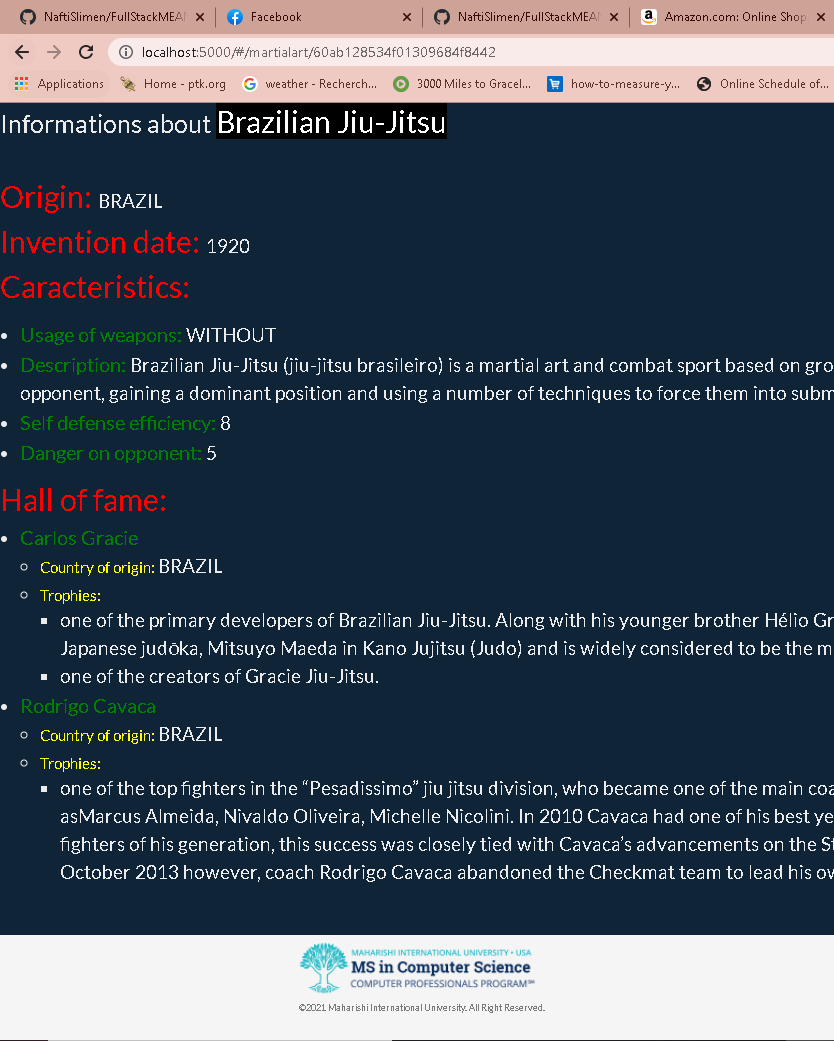 NaftiSlimen/FullStackMEAN
Facebook
NaftiSlimen/FullStackMEAN
Amazon.com: Online Shop
localhost:5000/#/martialart/60ab128534f01309684f8442
Applications
Home - ptk.org
weather - Recherch...
3000 Miles to Gracel...
how-to-measure-y...
Online Schedule of...
Informations about Brazilian Jiu-Jitsu
Origin: BRAZIL
Invention date: 1920
Caracteristics:
Usage of weapons: WITHOUT
Description: Brazilian Jiu-Jitsu (jiu-jitsu brasileiro) is a martial art and combat sport based on gro
opponent, gaining a dominant position and using a number of techniques to force them into subm
Self defense efficiency: 8
Danger on opponent: 5
Hall of fame:
Carlos Gracie
Country of origin: BRAZIL
Trophies:
one of the primary developers of Brazilian Jiu-Jitsu. Along with his younger brother Hélio Gr
Japanese judōka, Mitsuyo Maeda in Kano Jujitsu (Judo) and is widely considered to be the m
one of the creators of Gracie Jiu-Jitsu.
Rodrigo Cavaca
Country of origin: BRAZIL
Trophies:
one of the top fighters in the “Pesadissimo” jiu jitsu division, who became one of the main coa
asMarcus Almeida, Nivaldo Oliveira, Michelle Nicolini. In 2010 Cavaca had one of his best ye
fighters of his generation, this success was closely tied with Cavaca’s advancements on the St
October 2013 however, coach Rodrigo Cavaca abandoned the Checkmat team to lead his ow
MAHARISHI INTERNATIONAL UNIVERSITY • USA
MS in Computer Science
COMPUTER PROFESSIONALS PROGRAM℠
©2021 Maharishi International University. All Right Reserved.